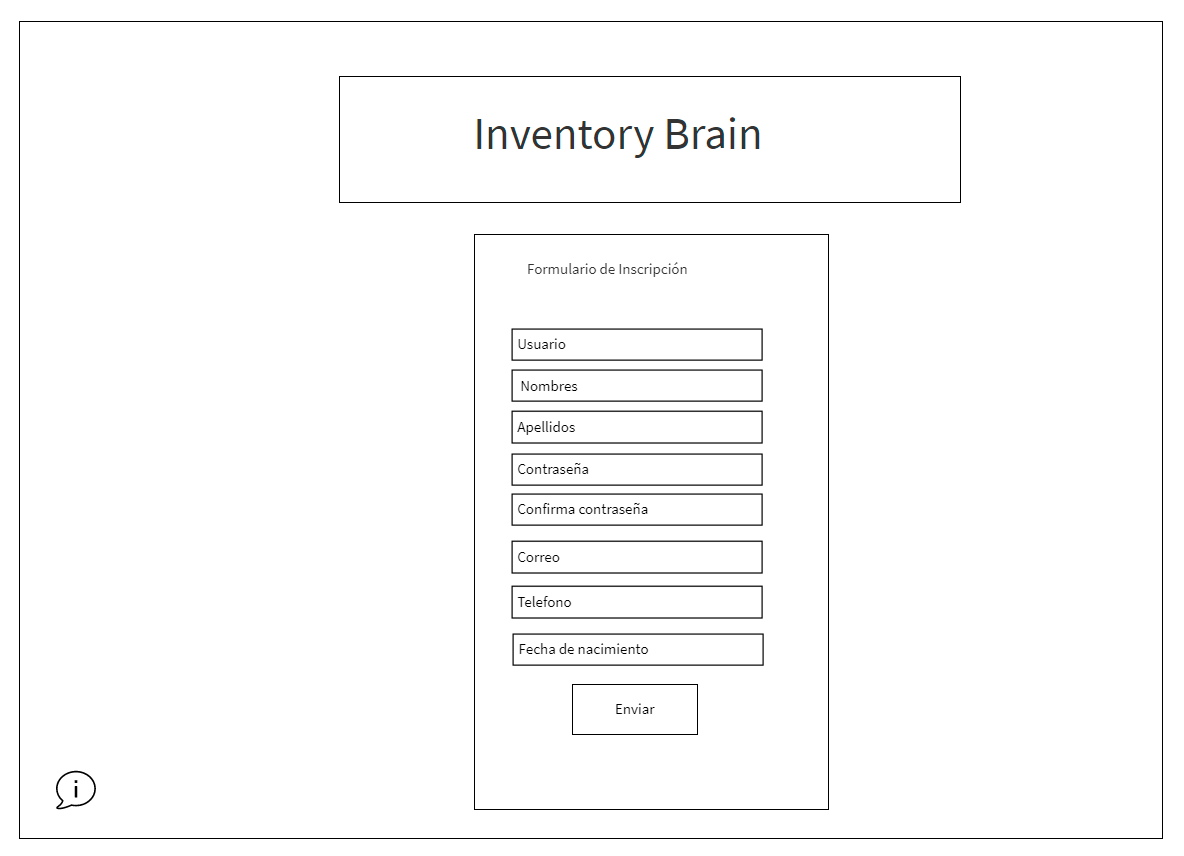 Inventory Brain
Formulario de Inscripción
Usuario
Nombres
Apellidos
Contraseña
Confirma contraseña
Correo
Telefono
Fecha de nacimiento
Enviar
i